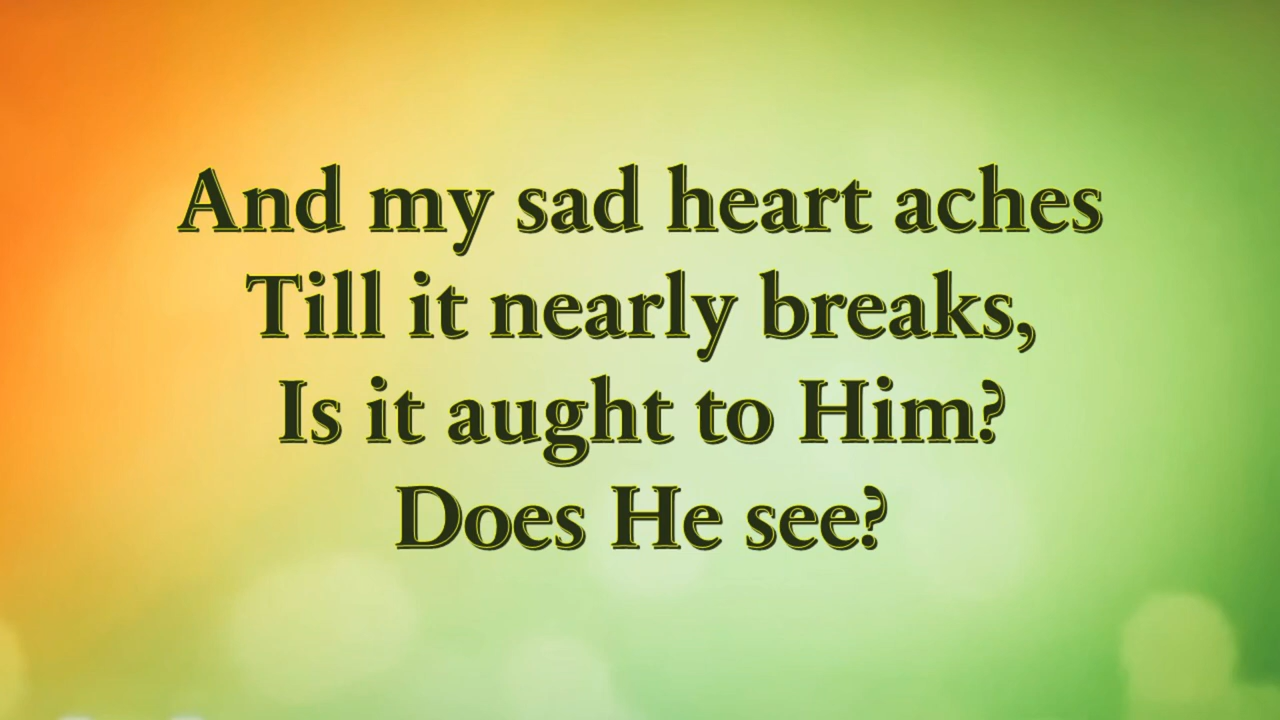 And my sad heart aches
Till it nearly breaks,
Is it aught to Him?
Does He see?